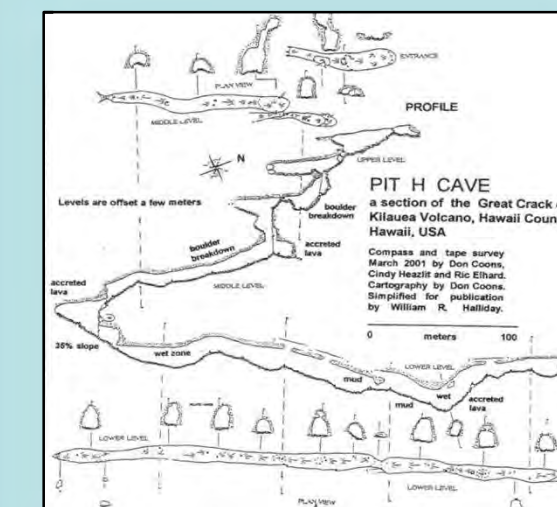 ENTRANCE
PLAN VIEW
MIDDLE LEVEL
PROFILE
UPPER LEVEL
N
PIT H CAVE
a section of the Great Crack
Kilauea Volcano, Hawaii Coun
Hawaii, USA
Levels are offset a few meters
boulder
breakdown
boulder
breakdown
accreted
lava
Compass and tape survey
March 2001 by Don Coons,
Cindy Heazlit and Ric Elhard.
Cartography by Don Coons.
Simplified for publication
by William R. Halliday.
accreted
lava
MIDDLE LEVEL
0 meters 100
35% slope
wet zone
LOWER LEVEL
mud
wet
mud
accreted
lava
LOWER LEVEL
LOWER LEVEL
PLAN VIEW